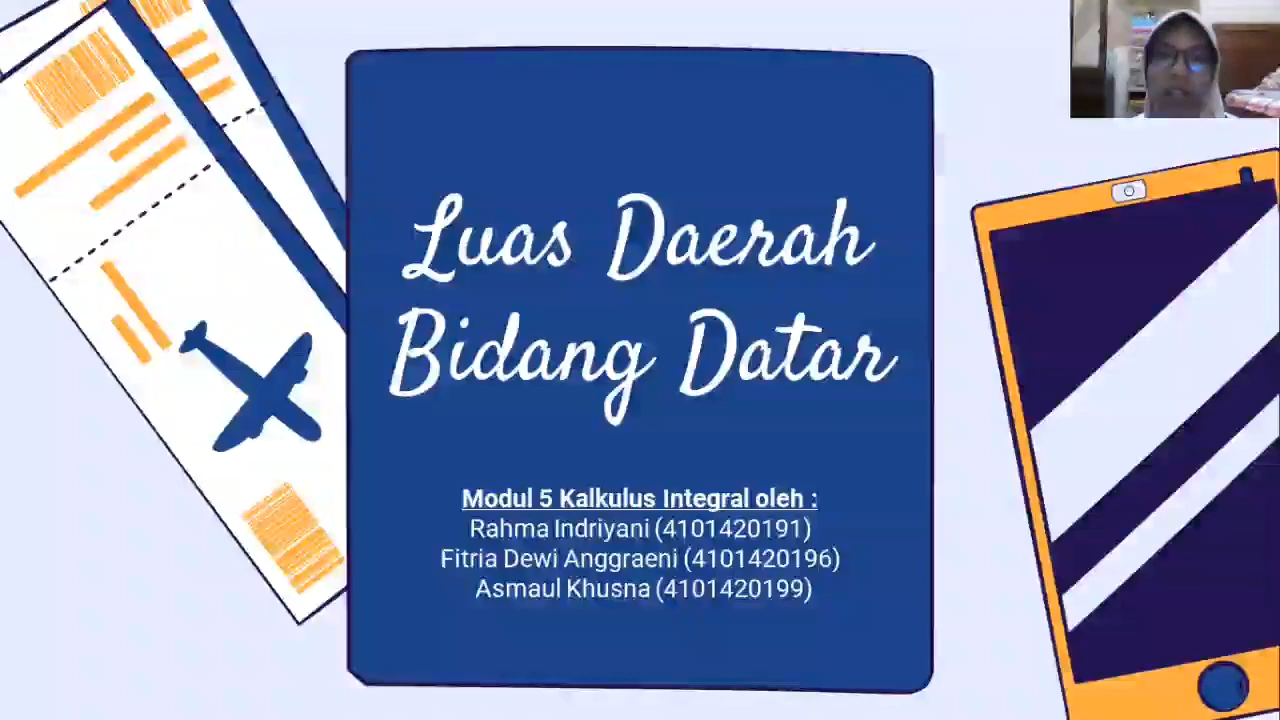 Luas Daerah
Bidang Datar
Modul 5 Kalkulus Integral oleh :
Rahma Indriyani (4101420191)
Fitria Dewi Anggraeni (4101420196)
Asmaul Khusna (4101420199)